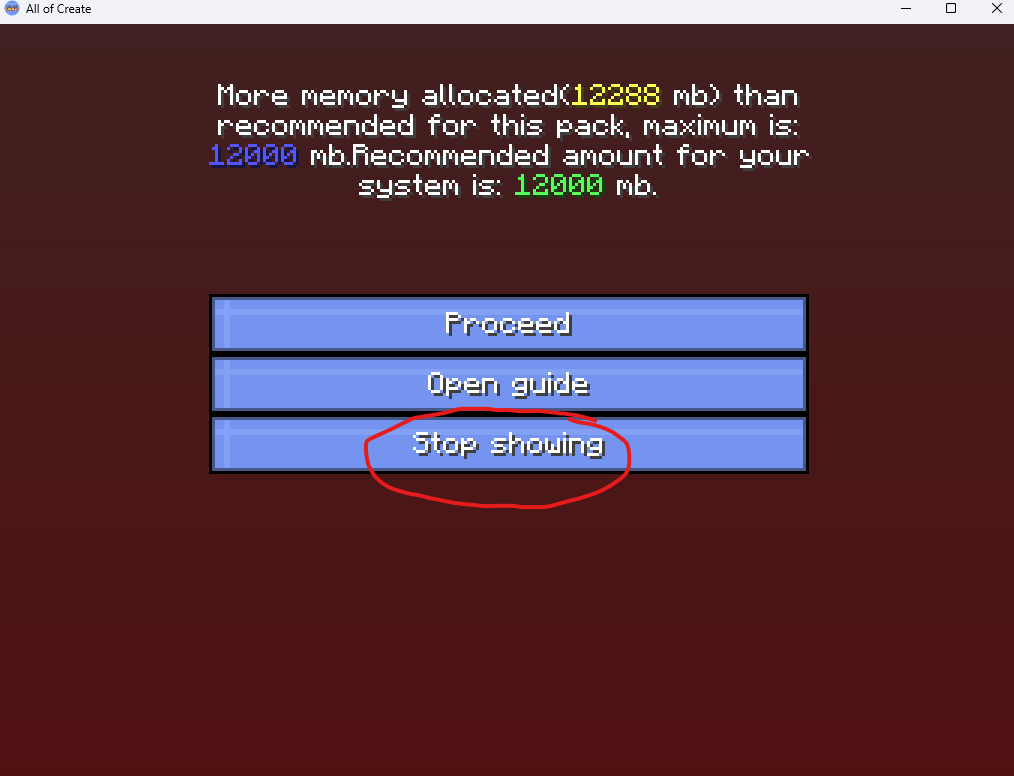 All of Create
More memory allocated(12288 mb) than
recommended for this pack, maximum is:
12000 mb.Recommended amount for your
system is: 12000 mb.
Proceed
Open guide
Stop showing